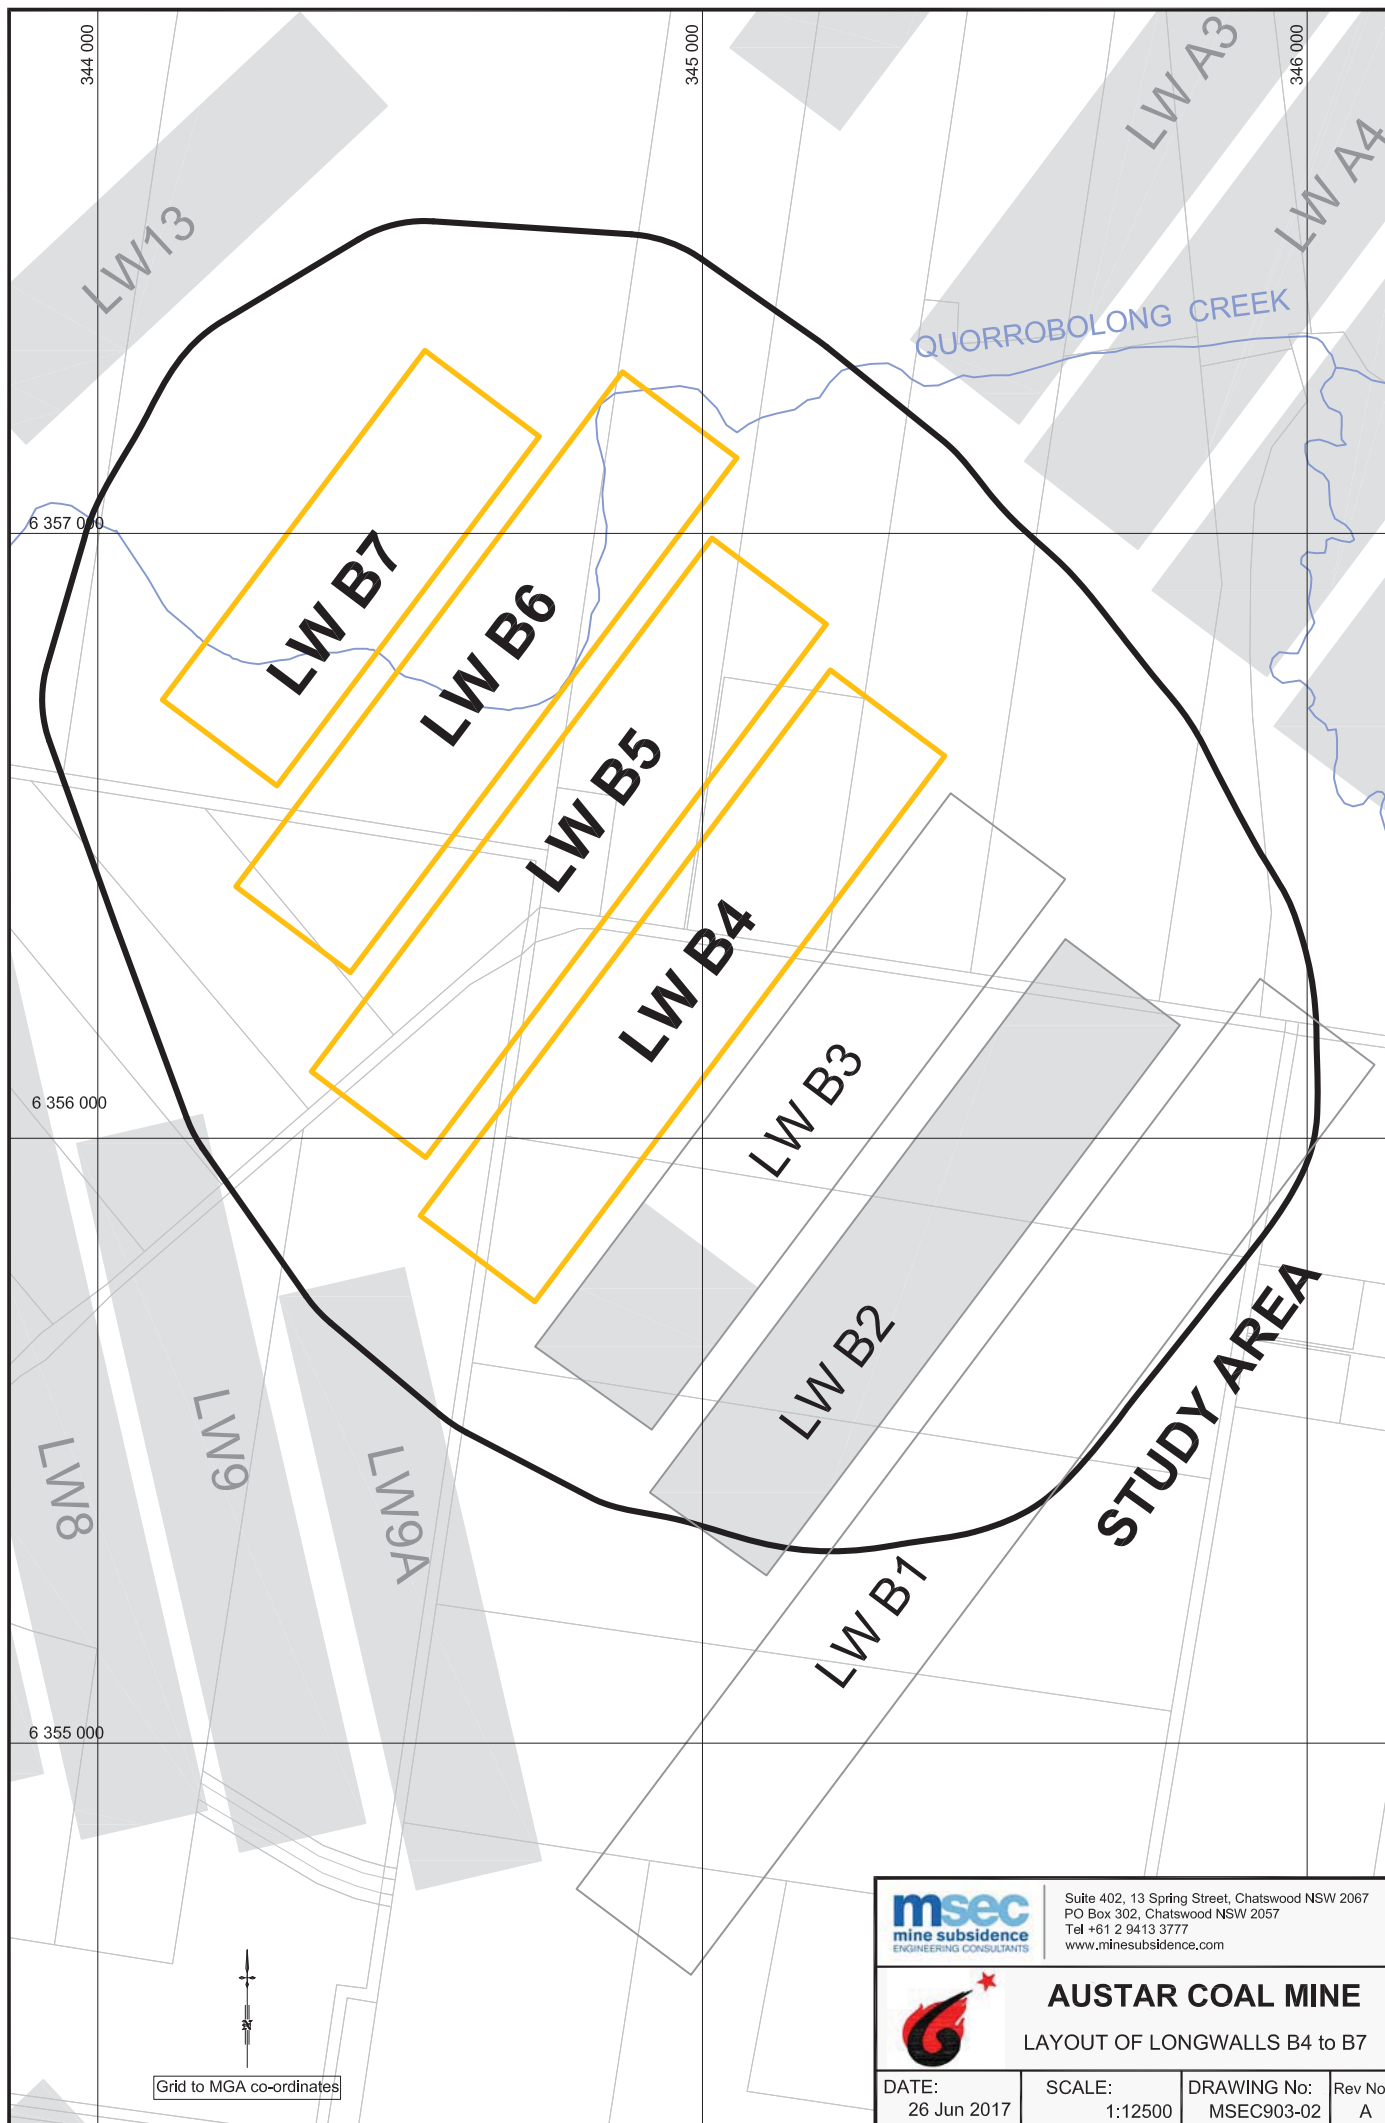 344 000
345 000
346 000
LW A3
LW A4
LW13
QUORROBOLONG CREEK
6 357 000
LW B7
LW B6
LW B5
LW B4
LW B3
6 356 000
LW B2
STUDY AREA
LW8
LW9
LW9A
LW B1
6 355 000
N
Grid to MGA co-ordinates
msec
mine subsidence
ENGINEERING CONSULTANTS
Suite 402, 13 Spring Street, Chatswood NSW 2067
PO Box 302, Chatswood NSW 2057
Tel +61 2 9413 3777
www.minesubsidence.com
AUSTAR COAL MINE
LAYOUT OF LONGWALLS B4 to B7
DATE:
26 Jun 2017
SCALE:
1:12500
DRAWING No:
MSEC903-02
Rev No
A